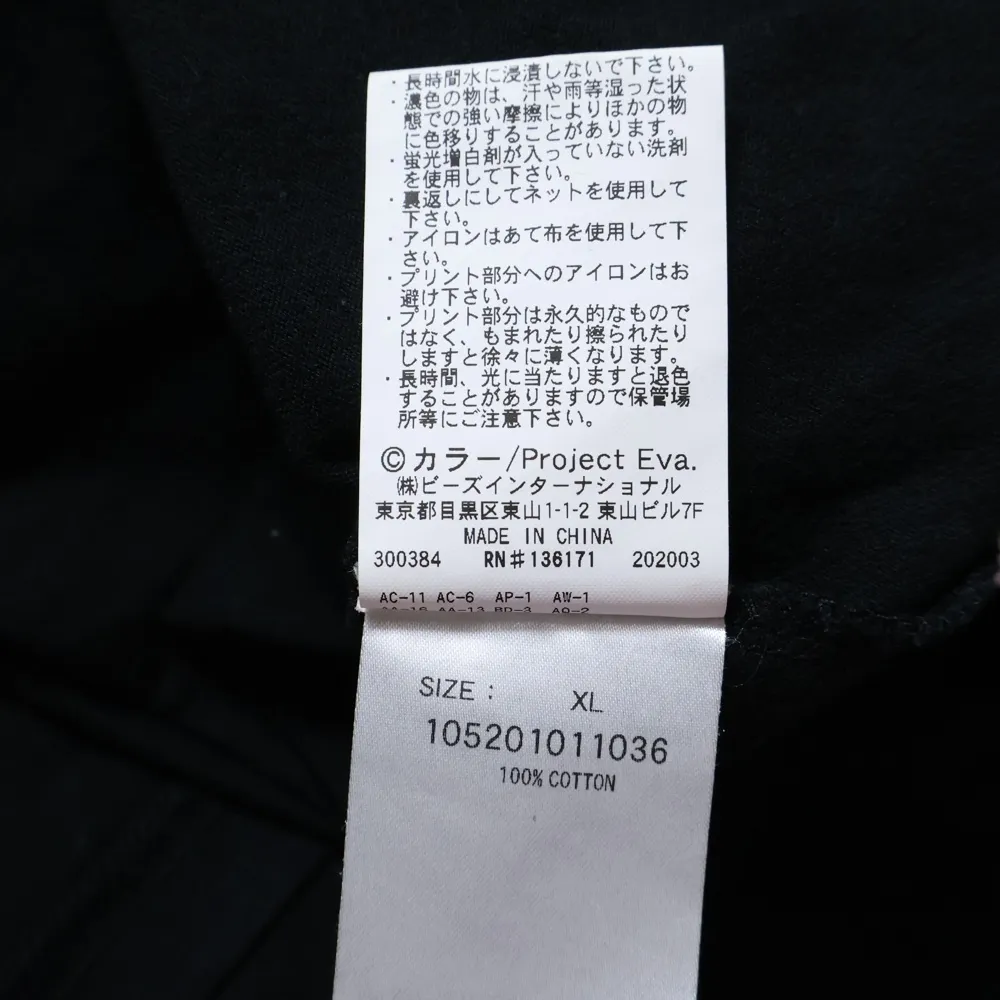 ・長時間水に浸漬しないで下さい。
・濃色の物は、汗や雨等湿った状
態での強い摩擦によりほかの物
に色移りすることがあります。
・蛍光増白剤が入っていない洗剤
を使用して下さい。
・裏返しにしてネットを使用して
下さい。
・アイロンはあて布を使用して下
さい。
・プリント部分へのアイロンはお
避け下さい。
・プリント部分は永久的なもので
はなく、もまれたり擦られたり
しますと徐々に薄くなります。
・長時間、光に当たりますと退色
することがありますので保管場
所等にご注意下さい。
©カラー/Project Eva.
㈱ビーズインターナショナル
東京都目黒区東山1-1-2 東山ビル7F
MADE IN CHINA
300384 RN#136171 202003
AC-11 AC-6 AP-1 AW-1
AA-13 BD-3 AQ-2
SIZE : XL
105201011036
100% COTTON